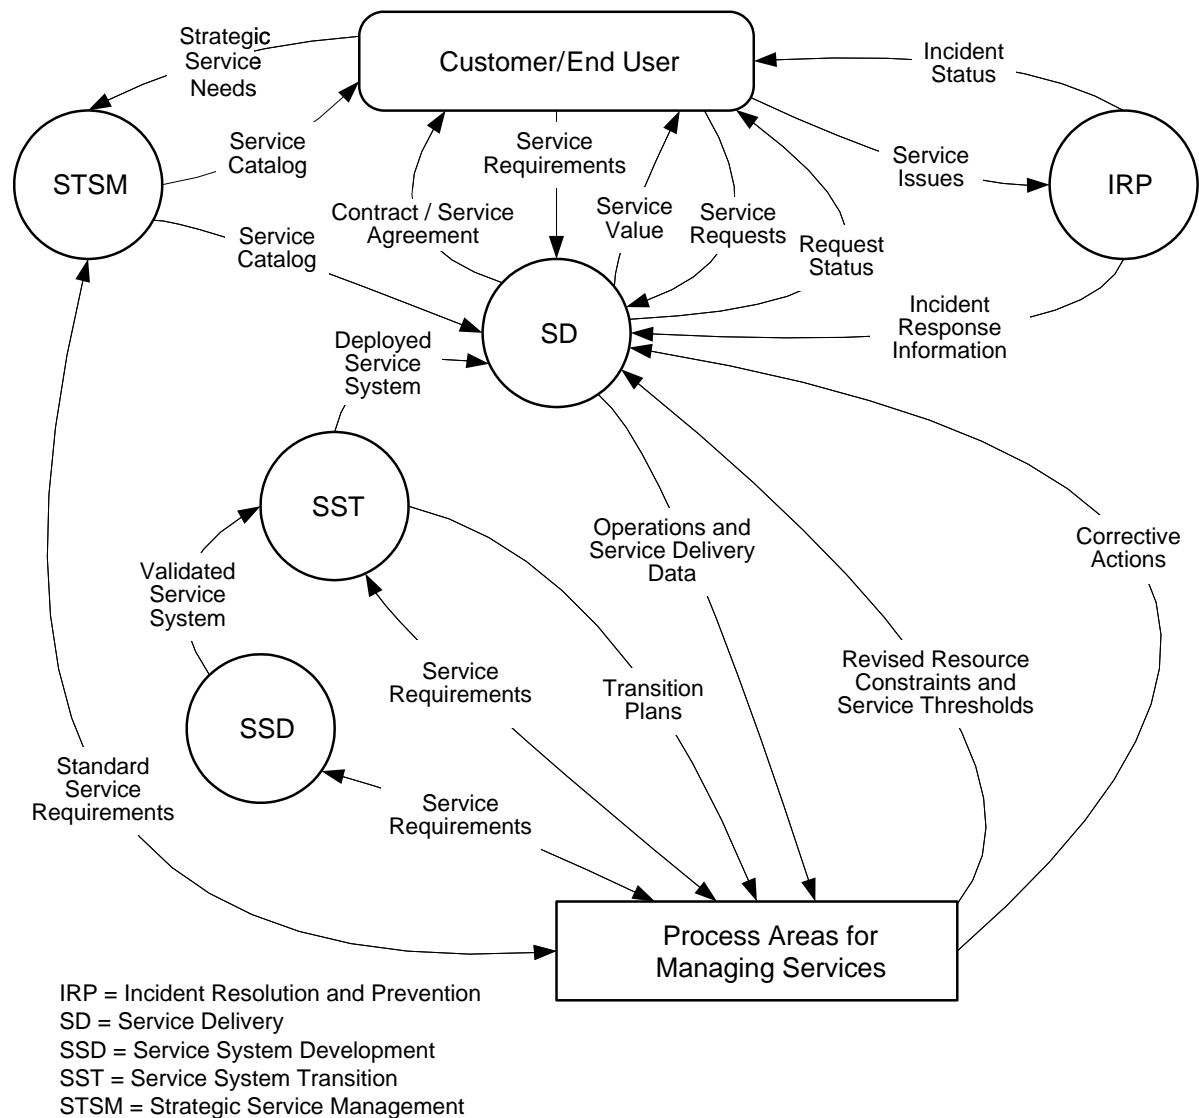 Strategic
Service
Needs
Customer/End User
Incident
Status
Service
Catalog
Service
Requirements
Service
Issues
STSM
IRP
Contract / Service
Agreement
Service
Value
Service
Requests
Service
Catalog
Request
Status
Incident
Response
Information
SD
Deployed
Service
System
SST
Operations and
Service Delivery
Data
Corrective
Actions
Validated
Service
System
Service
Requirements
Transition
Plans
Revised Resource
Constraints and
Service Thresholds
SSD
Standard
Service
Requirements
Service
Requirements
Process Areas for
Managing Services
IRP = Incident Resolution and Prevention
SD = Service Delivery
SSD = Service System Development
SST = Service System Transition
STSM = Strategic Service Management